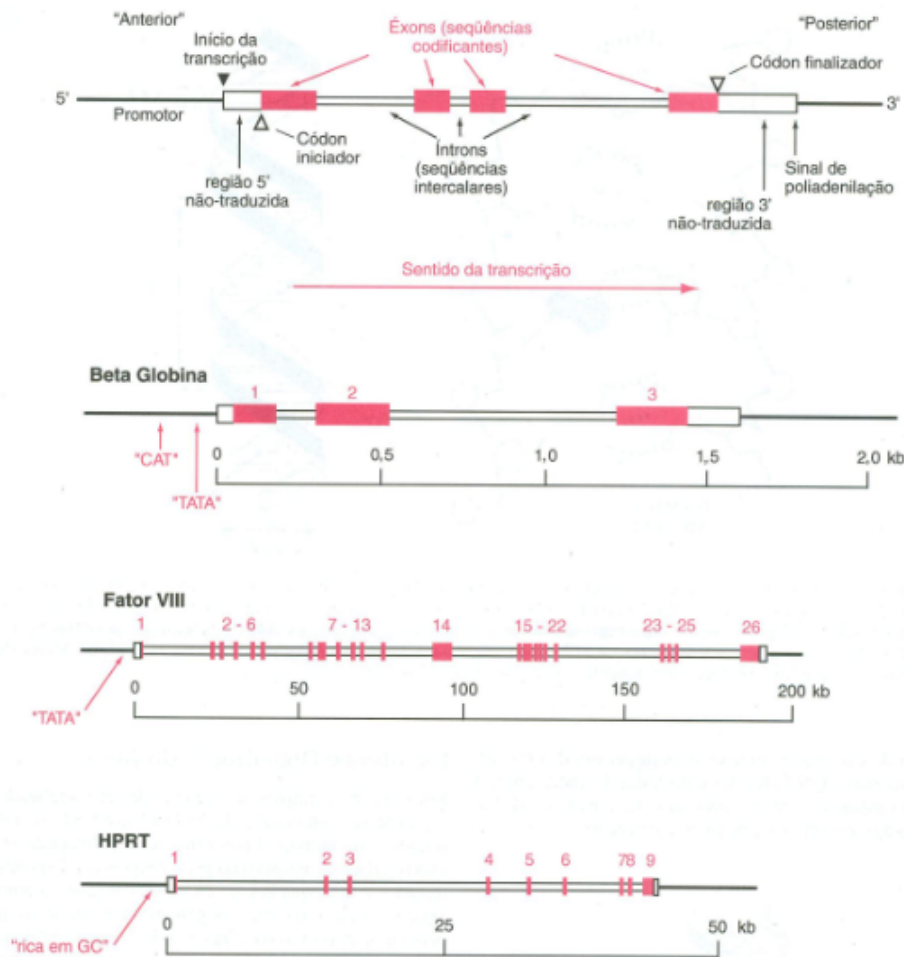 "Anterior"
Éxons (seqüências
codificantes)
"Posterior"
Início da
transcrição
Códon finalizador
5'
3'
Promotor
Códon
iniciador
Íntrons
(seqüências
intercalares)
Sinal de
poliadenilação
região 5'
não-traduzida
região 3'
não-traduzida
Sentido da transcrição
Beta Globina
1 2 3
"CAT"
"TATA"
0 0,5 1,0 1,5 2,0 kb
Fator VIII
1 2 - 6 7 - 13 14 15 - 22 23 - 25 26
"TATA"
0 50 100 150 200 kb
HPRT
1 2 3 4 5 6 78 9
"rica em GC"
0 25 50 kb